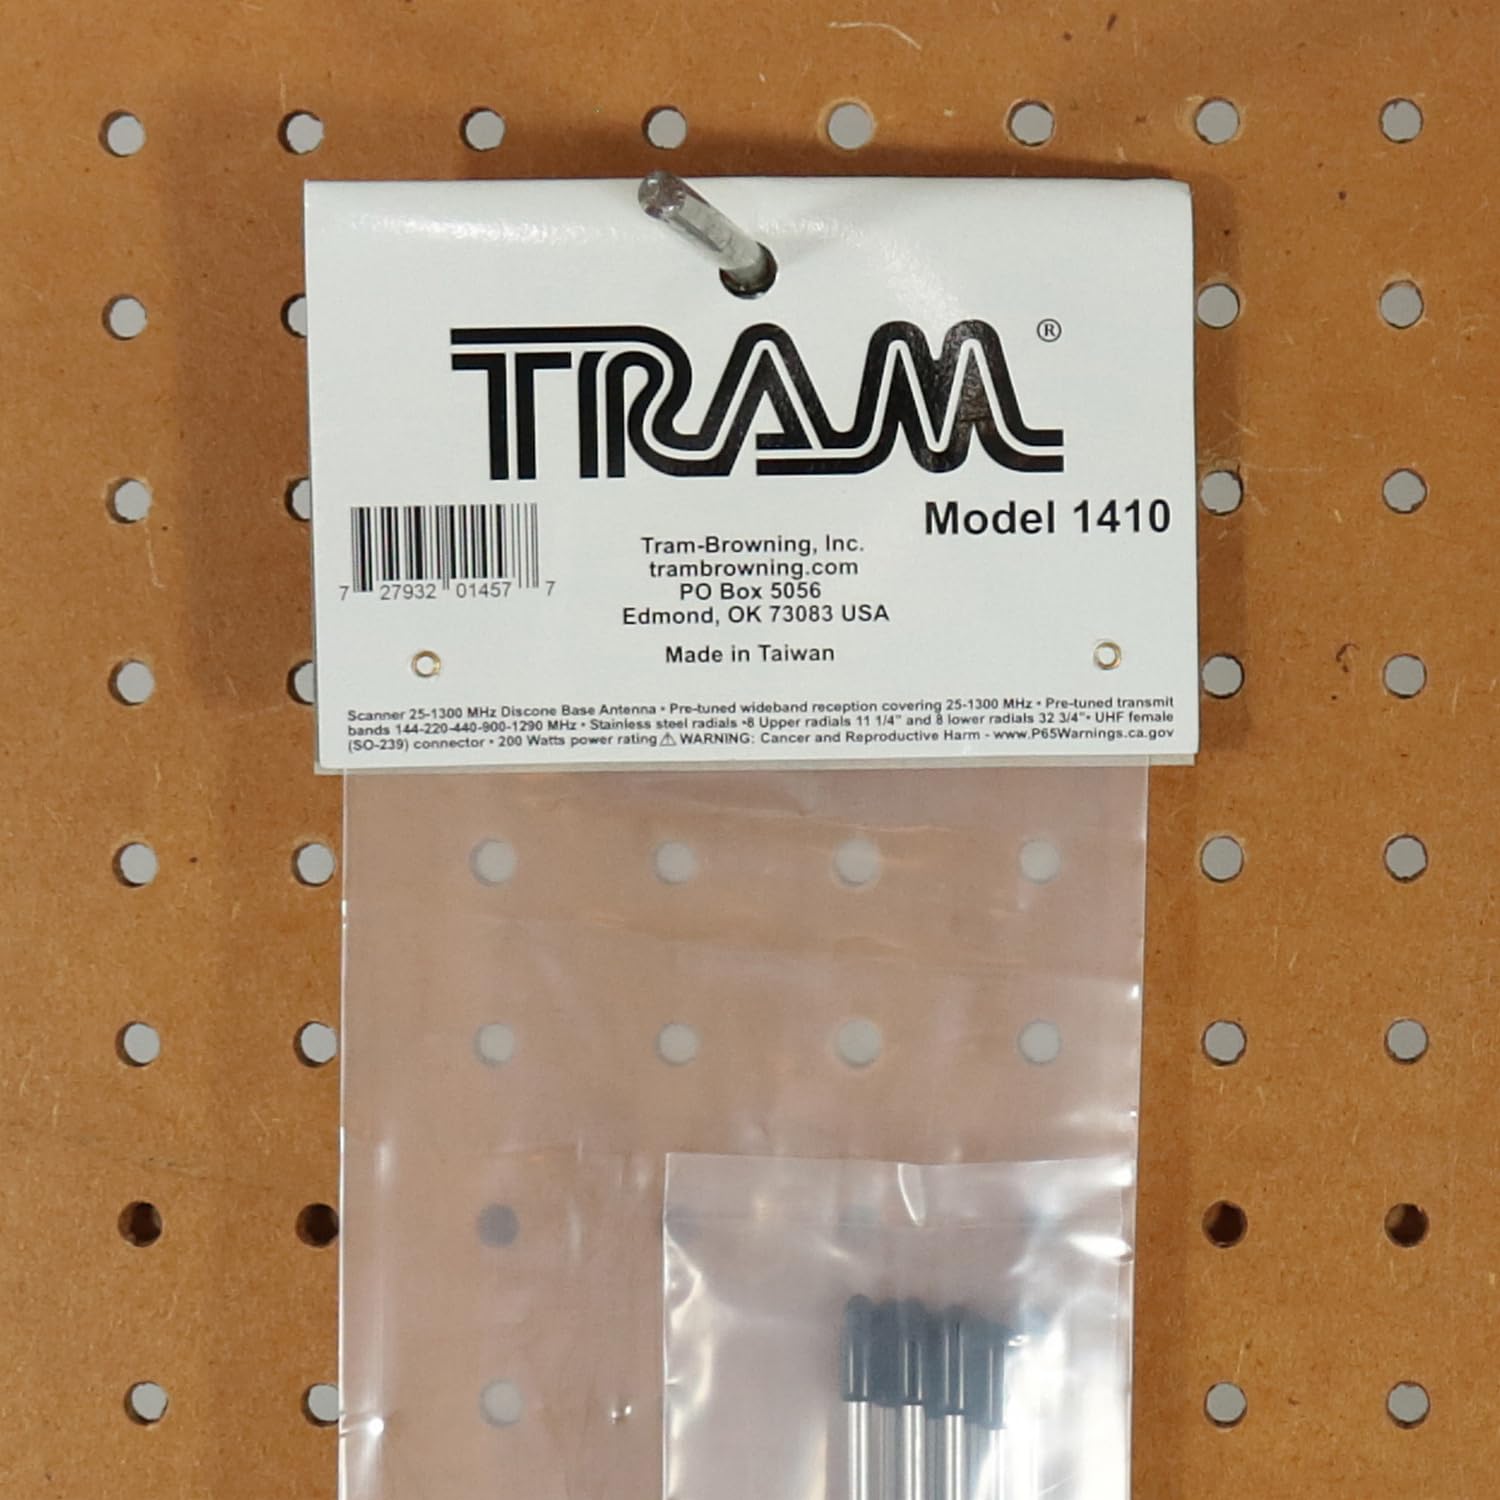 TRAM®
Model 1410
7 27932 01457 7
Tram-Browning, Inc.
trambrowning.com
PO Box 5056
Edmond, OK 73083 USA
Made in Taiwan
Scanner 25-1300 MHz Discone Base Antenna • Pre-tuned wideband reception covering 25-1300 MHz • Pre-tuned transmit
bands 144-220-440-900-1290 MHz • Stainless steel radials •8 Upper radials 11 1/4" and 8 lower radials 32 3/4"• UHF female
(SO-239) connector • 200 Watts power rating ⚠ WARNING: Cancer and Reproductive Harm - www.P65Warnings.ca.gov